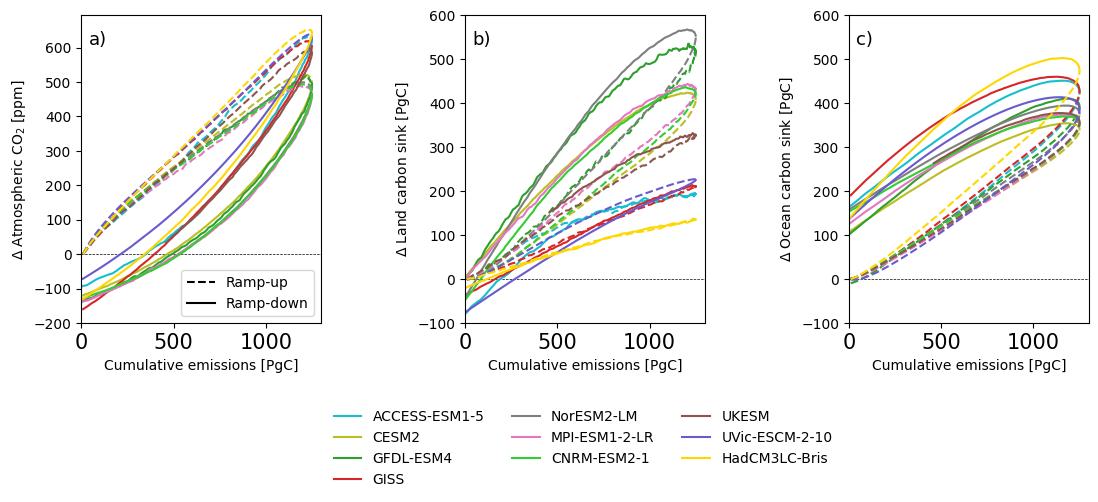 a)
Δ Atmospheric CO₂ [ppm]
600
500
400
300
200
100
0
−100
−200
0 500 1000
Cumulative emissions [PgC]
Ramp-up
Ramp-down
b)
Δ Land carbon sink [PgC]
600
500
400
300
200
100
0
−100
0 500 1000
Cumulative emissions [PgC]
c)
Δ Ocean carbon sink [PgC]
600
500
400
300
200
100
0
−100
0 500 1000
Cumulative emissions [PgC]
ACCESS-ESM1-5
CESM2
GFDL-ESM4
GISS
NorESM2-LM
MPI-ESM1-2-LR
CNRM-ESM2-1
UKESM
UVic-ESCM-2-10
HadCM3LC-Bris